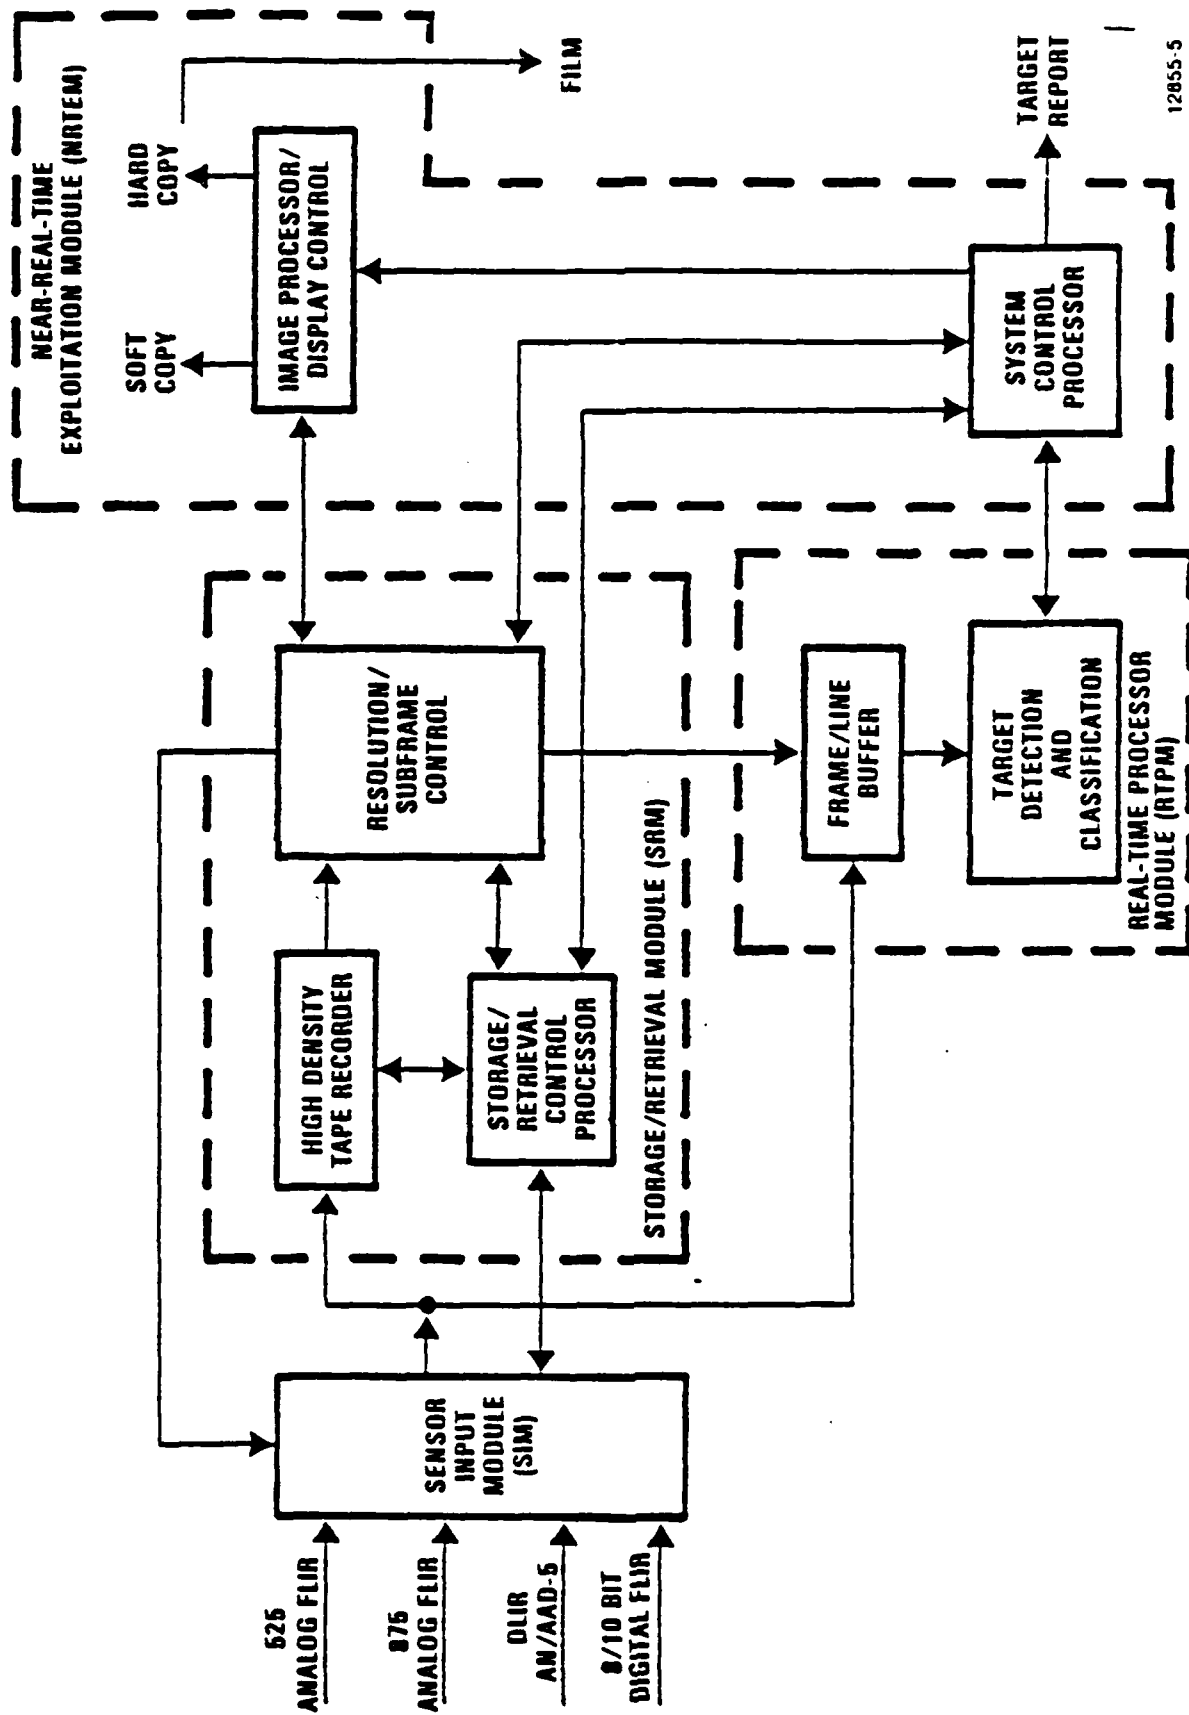 525
ANALOG FLIR
875
ANALOG FLIR
DLIR
AN/AAD-5
8/10 BIT
DIGITAL FLIR
SENSOR
INPUT
MODULE
(SIM)
HIGH DENSITY
TAPE RECORDER
STORAGE/
RETRIEVAL
CONTROL
PROCESSOR
RESOLUTION/
SUBFRAME
CONTROL
STORAGE/RETRIEVAL MODULE (SRM)
FRAME/LINE
BUFFER
TARGET
DETECTION
AND
CLASSIFICATION
REAL-TIME PROCESSOR
MODULE (RTPM)
NEAR-REAL-TIME
EXPLOITATION MODULE (NRTEM)
SOFT
COPY
HARD
COPY
IMAGE PROCESSOR/
DISPLAY CONTROL
FILM
SYSTEM
CONTROL
PROCESSOR
TARGET
REPORT
12855-5